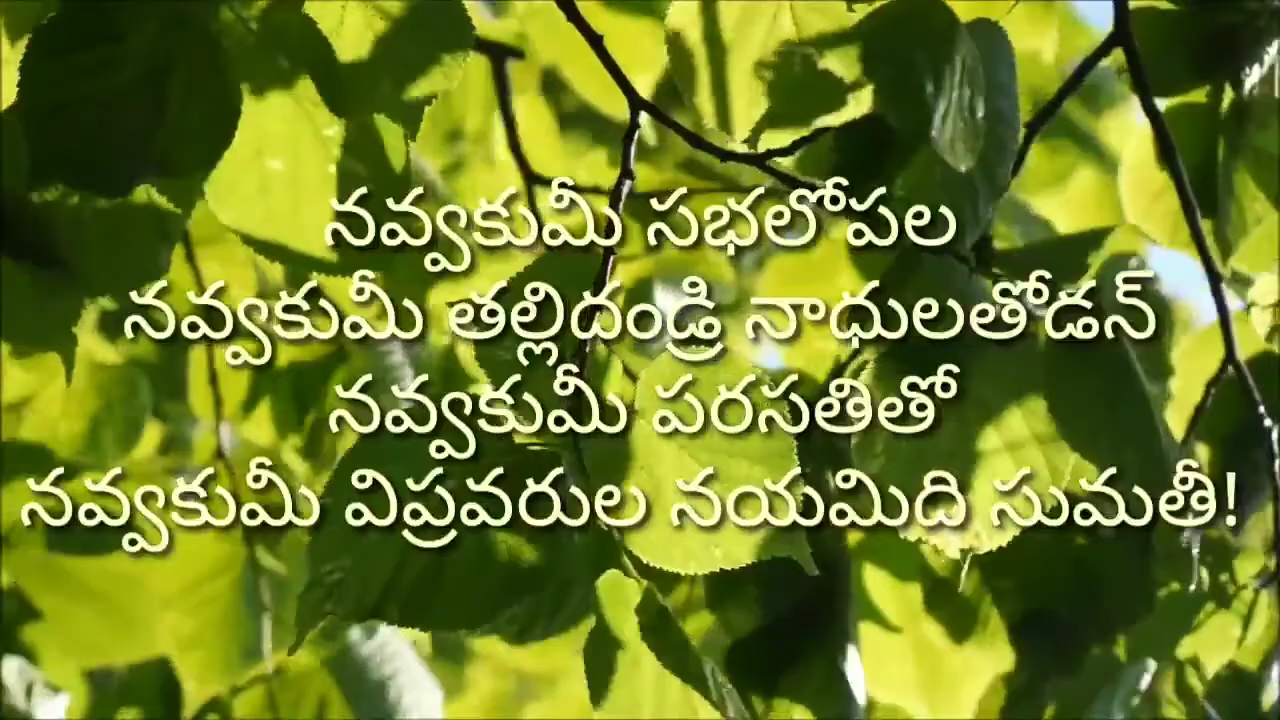 నవ్వకుమీ సభలోపల
నవ్వకుమీ తల్లిదండ్రి నాధులతోడన్
నవ్వకుమీ పరసతితో
నవ్వకుమీ విప్రవరుల నయమిది సుమతీ!